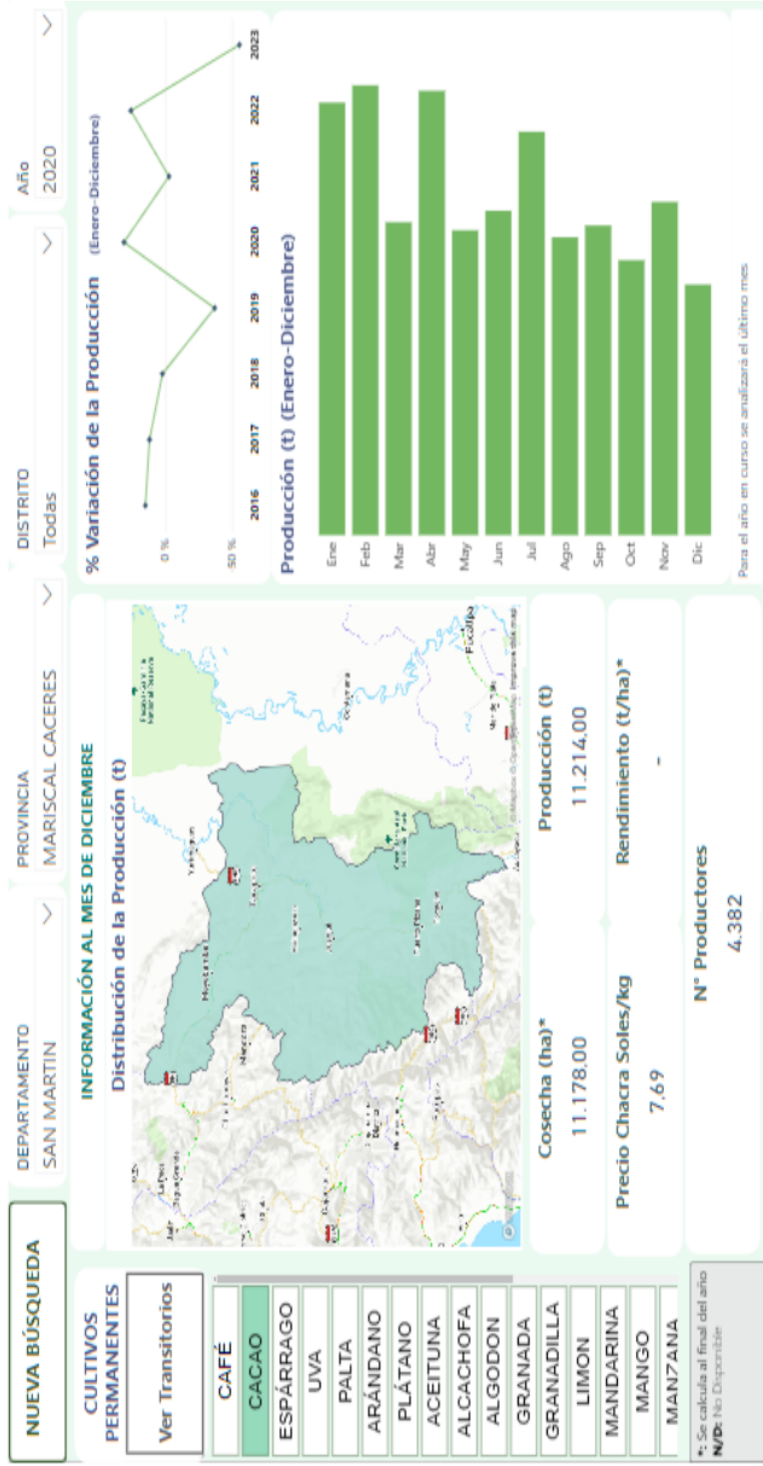 NUEVA BÚSQUEDA
DEPARTAMENTO
SAN MARTIN
PROVINCIA
MARISCAL CACERES
DISTRITO
Todas
Año
2020
CULTIVOS
PERMANENTES
Ver Transitorios
CAFÉ
CACAO
ESPÁRRAGO
UVA
PALTA
ARÁNDANO
PLÁTANO
ACEITUNA
ALCACHOFA
ALGODON
GRANADA
GRANADILLA
LIMON
MANDARINA
MANGO
MANZANA
*: Se calcula al final del año
N/D: No Disponible
INFORMACIÓN AL MES DE DICIEMBRE
Distribución de la Producción (t)
Pucallpa
Cosecha (ha)*
11.178,00
Producción (t)
11.214,00
Precio Chacra Soles/kg
7,69
Rendimiento (t/ha)*
-
N° Productores
4.382
% Variación de la Producción (Enero-Diciembre)
0 %
-50 %
2016
2017
2018
2019
2020
2021
2022
2023
Producción (t) (Enero-Diciembre)
Ene
Feb
Mar
Abr
May
Jun
Jul
Ago
Sep
Oct
Nov
Dic
Para el año en curso se analizará el último mes